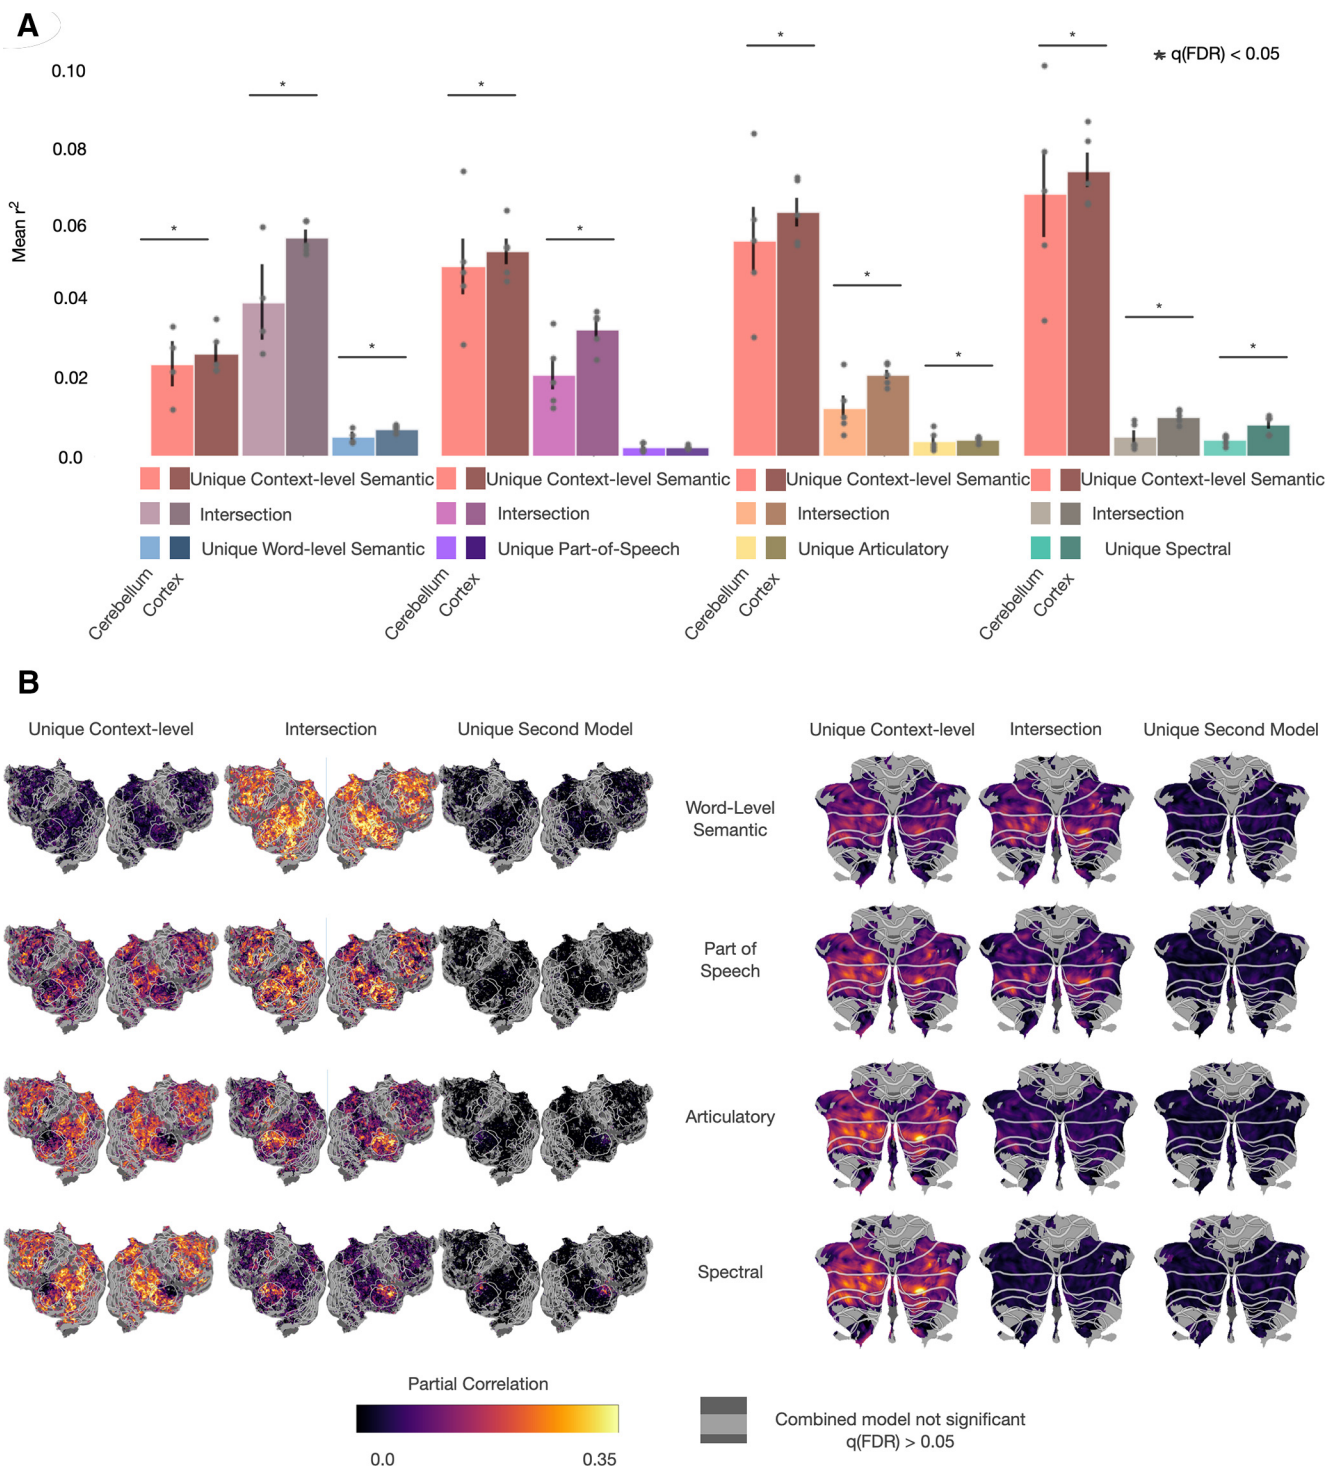 A
* * * * * * * * * * *
* q(FDR) < 0.05
Mean r2
0.10
0.08
0.06
0.04
0.02
0.0
Unique Context-level Semantic
Intersection
Unique Word-level Semantic
Cerebellum
Cortex
Unique Context-level Semantic
Intersection
Unique Part-of-Speech
Cerebellum
Cortex
Unique Context-level Semantic
Intersection
Unique Articulatory
Cerebellum
Cortex
Unique Context-level Semantic
Intersection
Unique Spectral
Cerebellum
Cortex
B
Unique Context-level Intersection Unique Second Model
Unique Context-level Intersection Unique Second Model
Word-Level
Semantic
Part of
Speech
Articulatory
Spectral
Partial Correlation
0.0 0.35
Combined model not significant
q(FDR) > 0.05